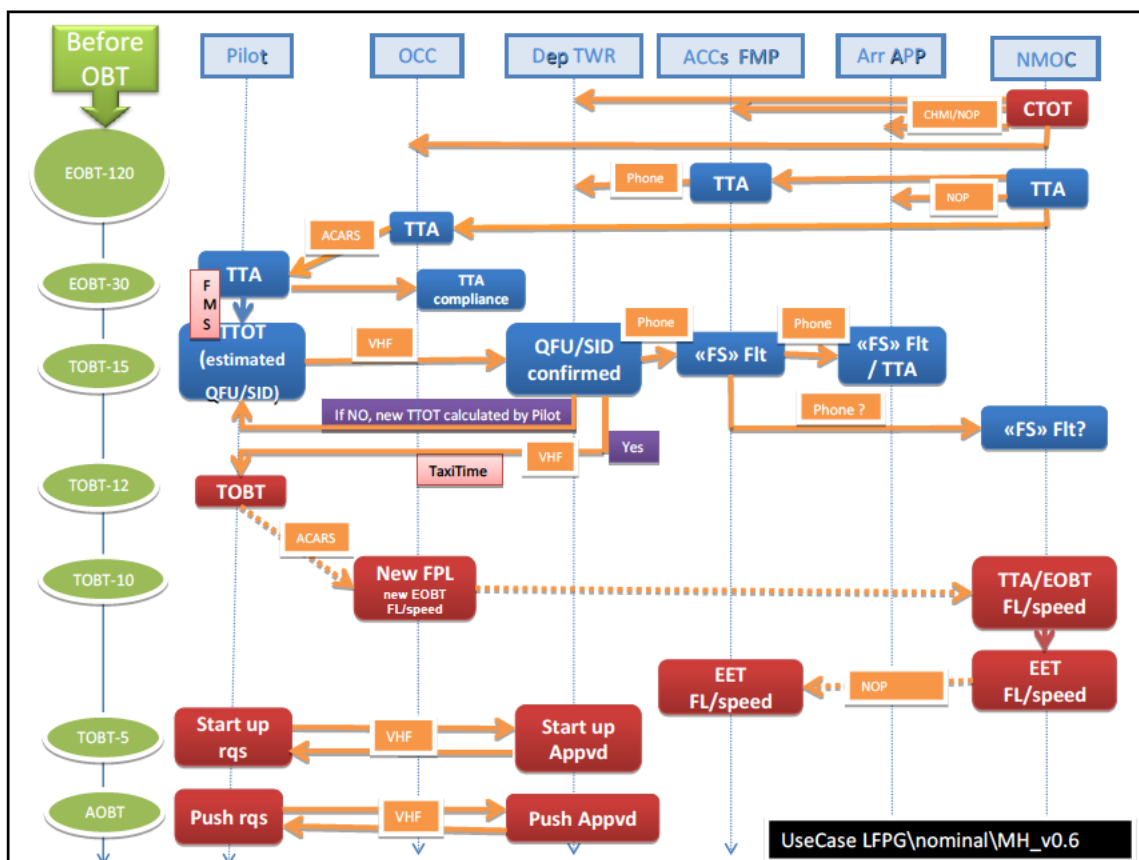 Before
OBT
Pilot
OCC
Dep TWR
ACCs FMP
Arr APP
NMOC
CTOT
CHMI/NOP
EOBT-120
Phone
TTA
NOP
TTA
ACARS
TTA
EOBT-30
TTA
F
M
S
TTA
compliance
TOBT-15
TTOT
(estimated
QFU/SID)
VHF
QFU/SID
confirmed
Phone
«FS» Flt
Phone
«FS» Flt
/ TTA
If NO, new TTOT calculated by Pilot
Phone ?
«FS» Flt?
Yes
VHF
TaxiTime
TOBT-12
TOBT
ACARS
TOBT-10
New FPL
new EOBT
FL/speed
TTA/EOBT
FL/speed
EET
FL/speed
NOP
EET
FL/speed
TOBT-5
Start up
rqs
VHF
Start up
Appvd
AOBT
Push rqs
VHF
Push Appvd
UseCase LFPG\nominal\MH_v0.6